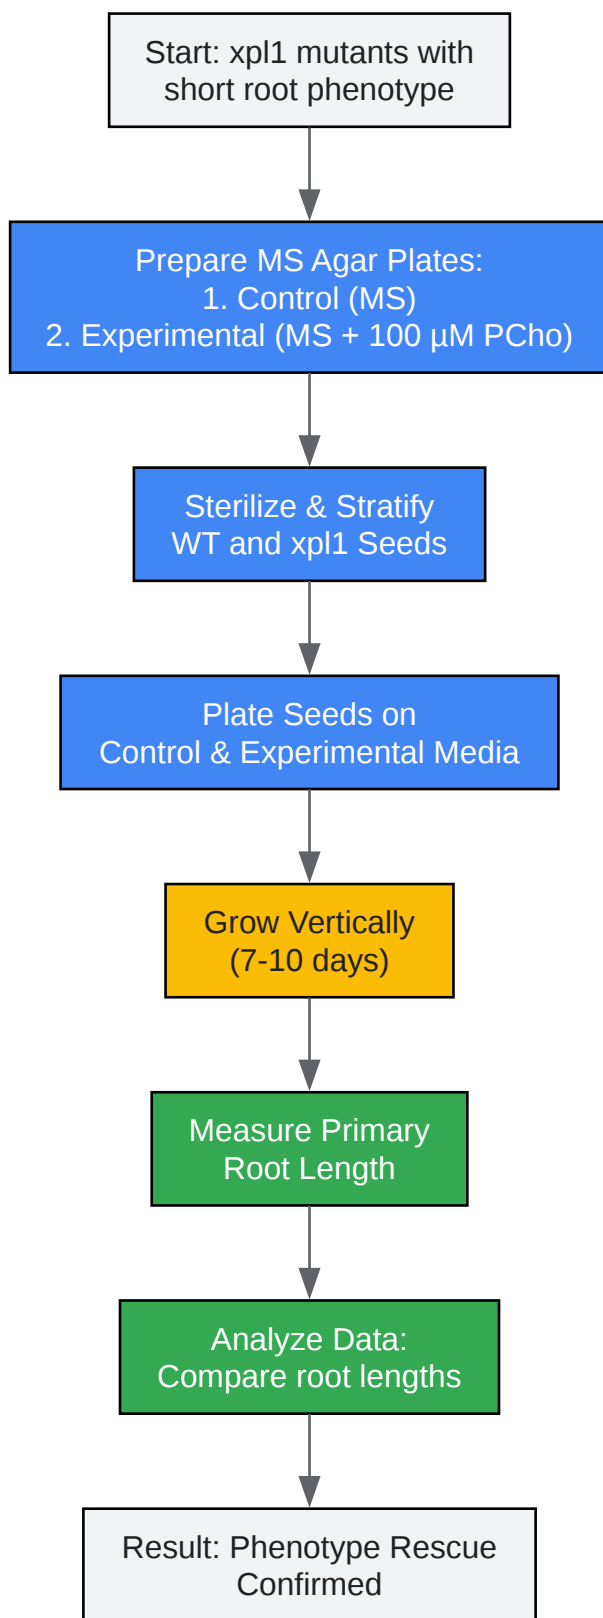 Start: xpl1 mutants with
short root phenotype
Prepare MS Agar Plates:
1. Control (MS)
2. Experimental (MS + 100 µM PCho)
Sterilize & Stratify
WT and xpl1 Seeds
Plate Seeds on
Control & Experimental Media
Grow Vertically
(7-10 days)
Measure Primary
Root Length
Analyze Data:
Compare root lengths
Result: Phenotype Rescue
Confirmed